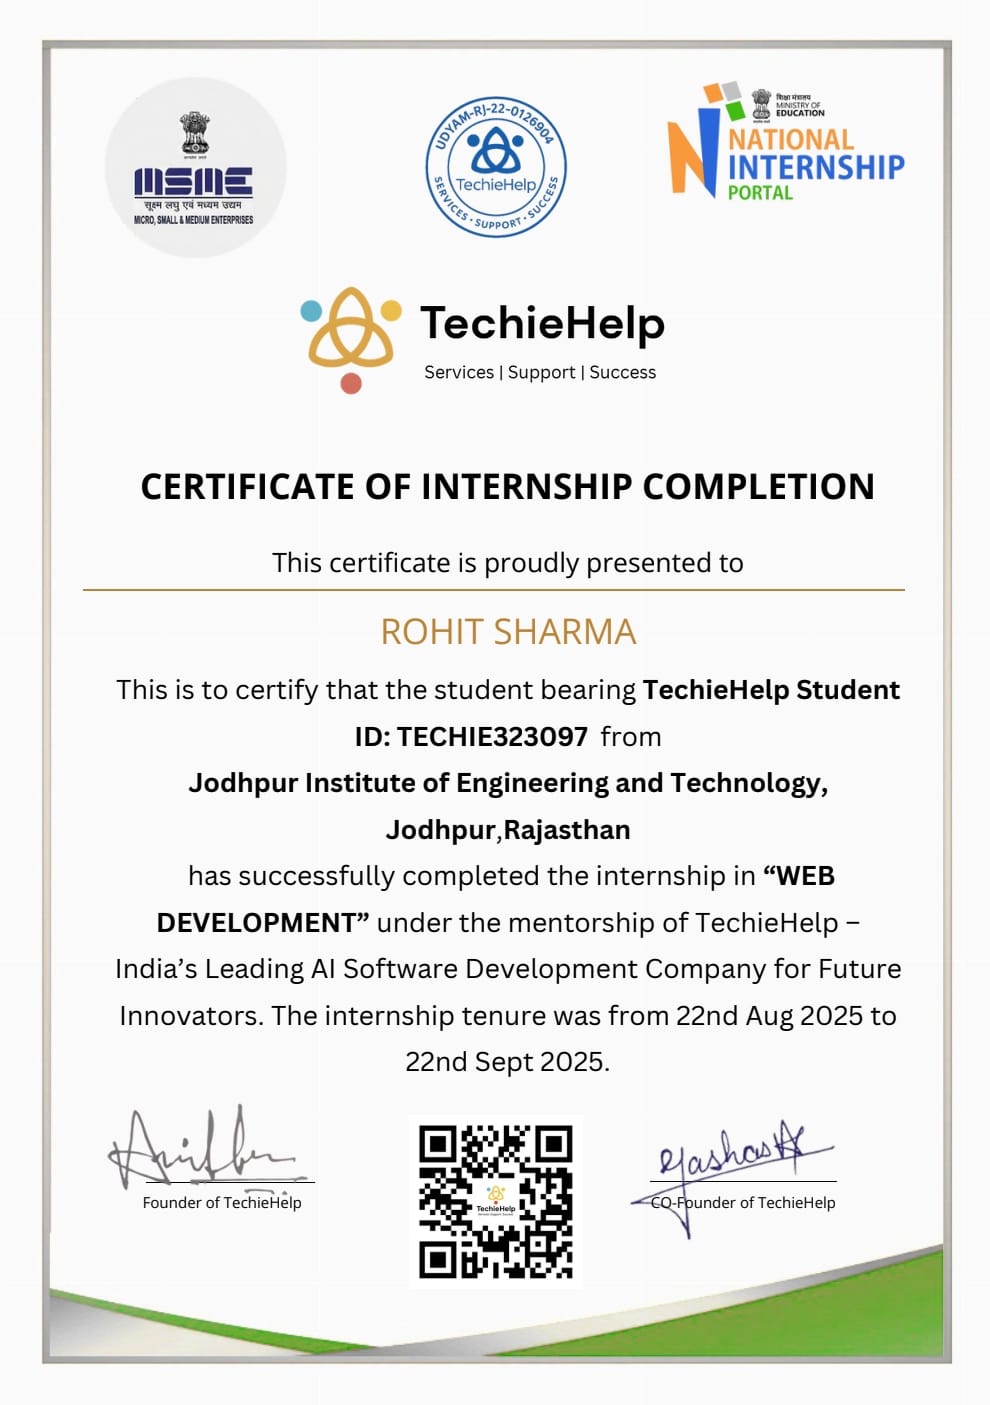 MSME
सूक्ष्म लघु एवं मध्यम उद्यम
MICRO, SMALL & MEDIUM ENTERPRISES
UDYAM-RJ-22-0126904
TechieHelp
SERVICES • SUPPORT • SUCCESS
शिक्षा मंत्रालय
MINISTRY OF
EDUCATION
NATIONAL
INTERNSHIP
PORTAL
TechieHelp
Services | Support | Success
CERTIFICATE OF INTERNSHIP COMPLETION
This certificate is proudly presented to
ROHIT SHARMA
This is to certify that the student bearing TechieHelp Student
ID: TECHIE323097 from
Jodhpur Institute of Engineering and Technology,
Jodhpur,Rajasthan
has successfully completed the internship in “WEB
DEVELOPMENT” under the mentorship of TechieHelp –
India’s Leading AI Software Development Company for Future
Innovators. The internship tenure was from 22nd Aug 2025 to
22nd Sept 2025.
Founder of TechieHelp
TechieHelp
CO-Founder of TechieHelp